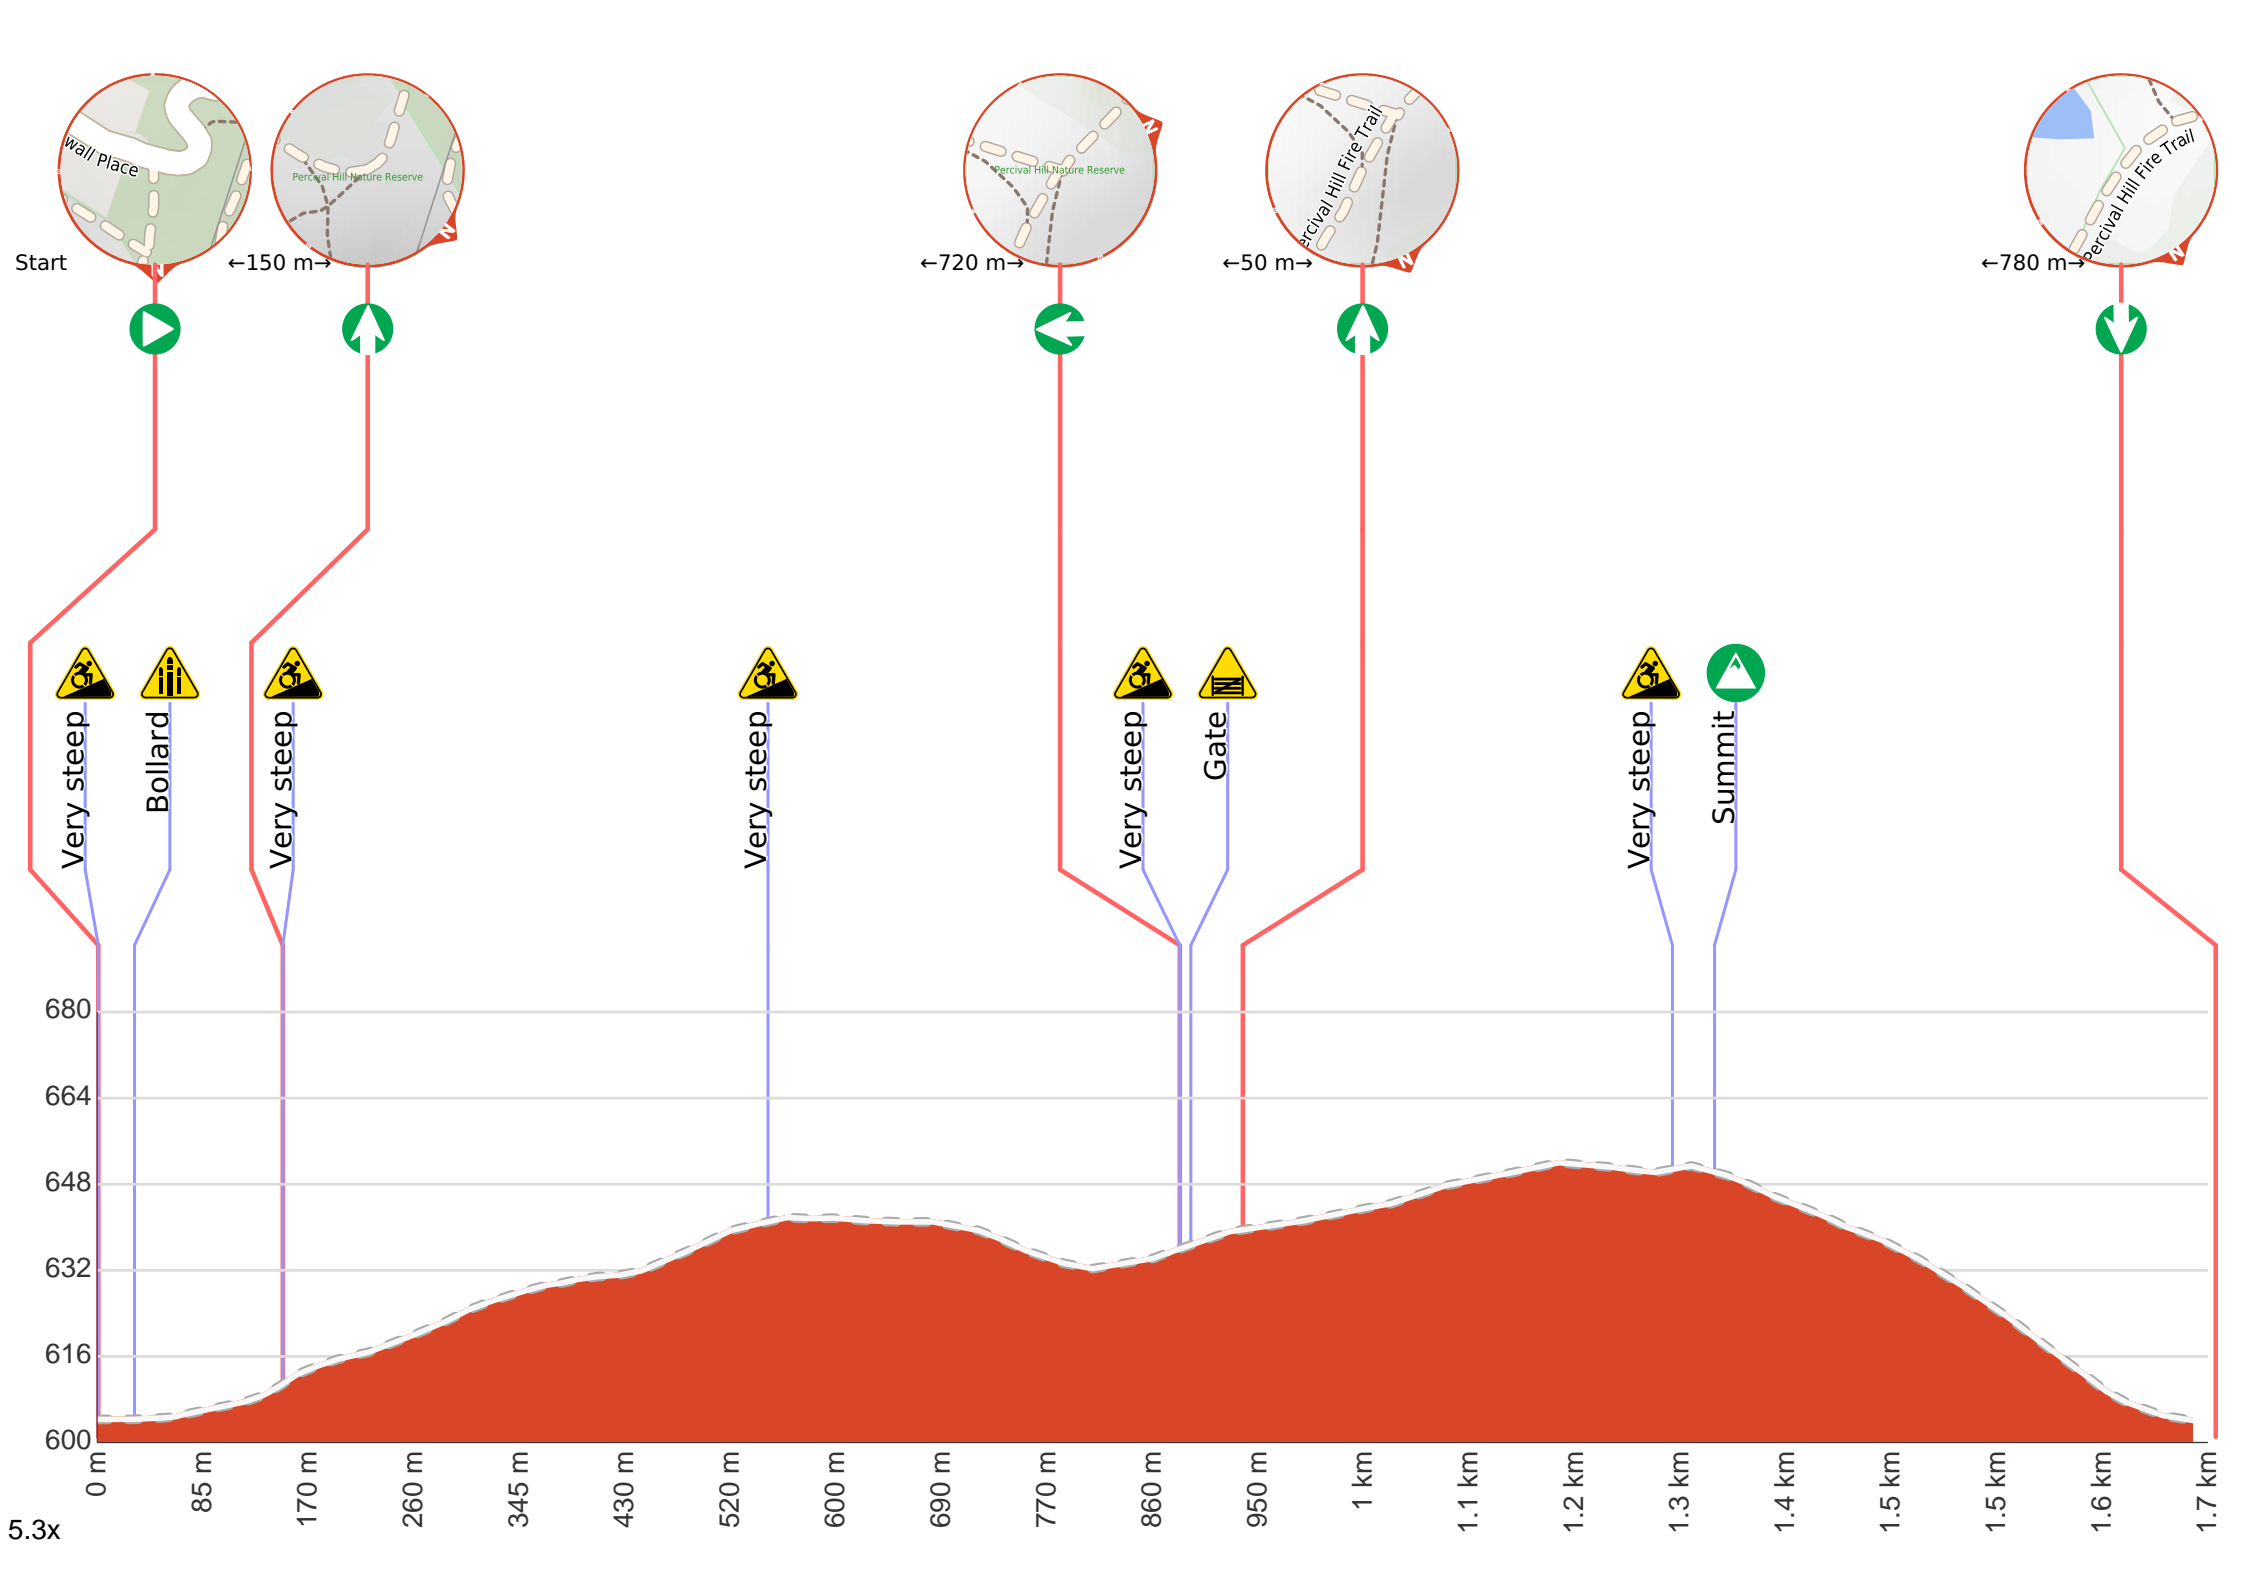 wall Place
N
Percival Hill Nature Reserve
N
Percival Hill Nature Reserve
N
ercival Hill Fire Trail
N
Percival Hill Fire Trail
N
Start
←150 m→
←720 m→
←50 m→
←780 m→
Very steep
Bollard
Very steep
Very steep
Very steep
Gate
Very steep
Summit
680
664
648
632
616
600
0 m
85 m
170 m
260 m
345 m
430 m
520 m
600 m
690 m
770 m
860 m
950 m
1 km
1.1 km
1.2 km
1.3 km
1.4 km
1.5 km
1.5 km
1.6 km
1.7 km
5.3x